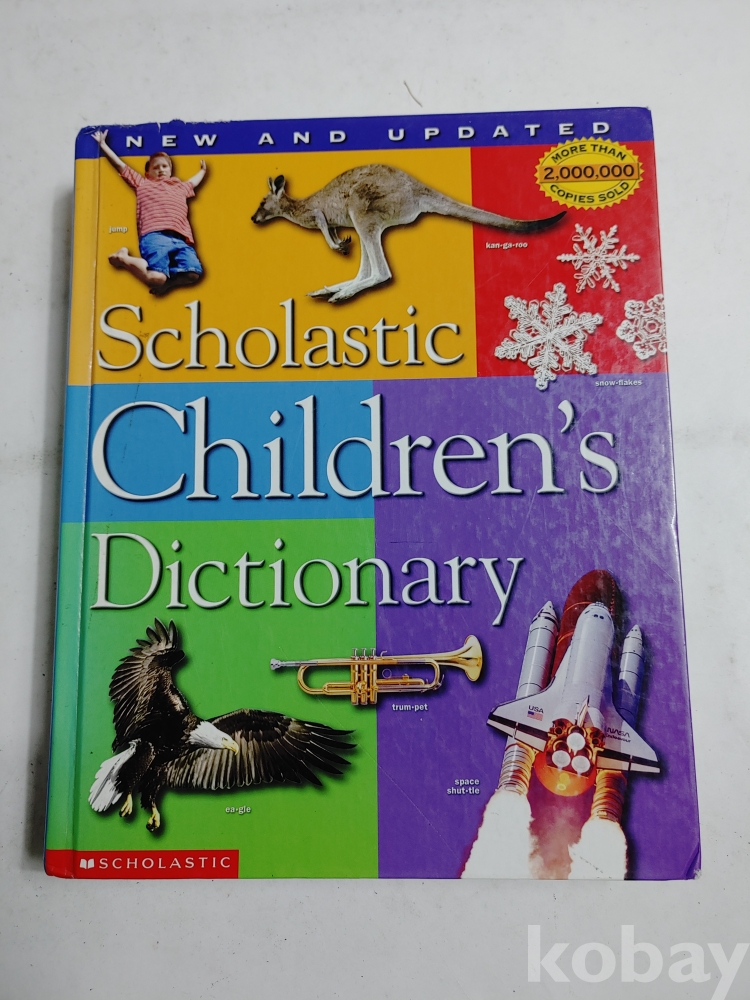 NEW AND UPDATED
MORE THAN
2,000,000
COPIES SOLD
jump
kan·ga·roo
snow·flakes
Scholastic
Children's
Dictionary
trum·pet
USA
NASA
Endeavour
space
shut·tle
ea·gle
SCHOLASTIC
kobay